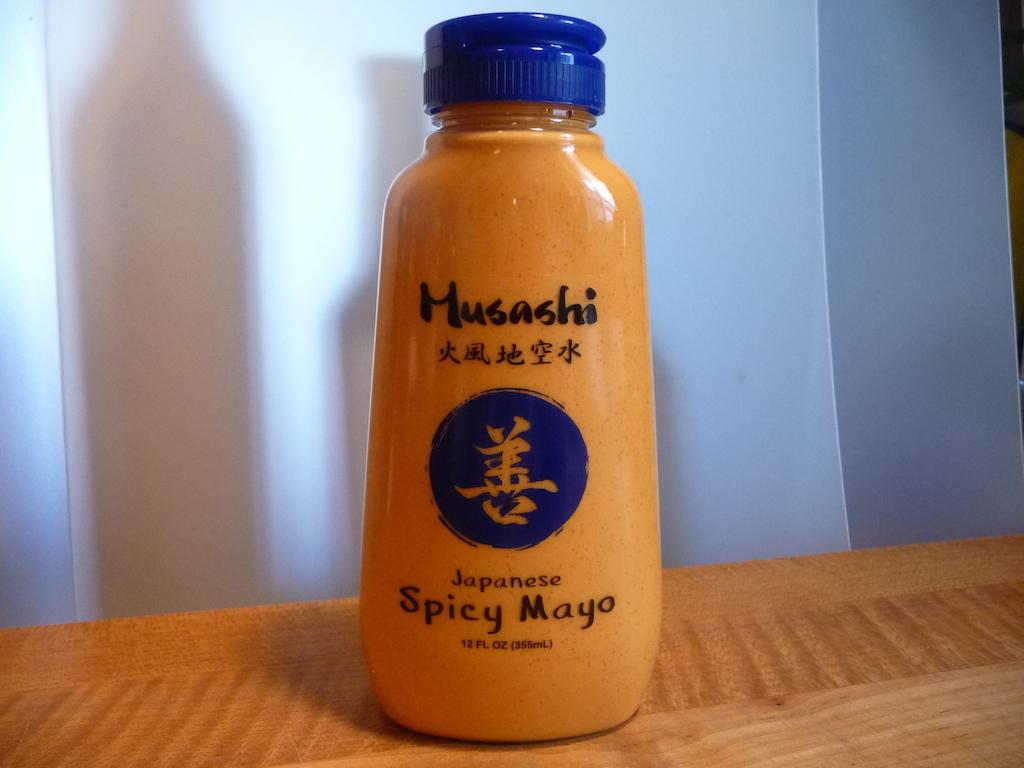 Musashi
火風地空水
善
Japanese
Spicy Mayo
12 FL OZ (355mL)